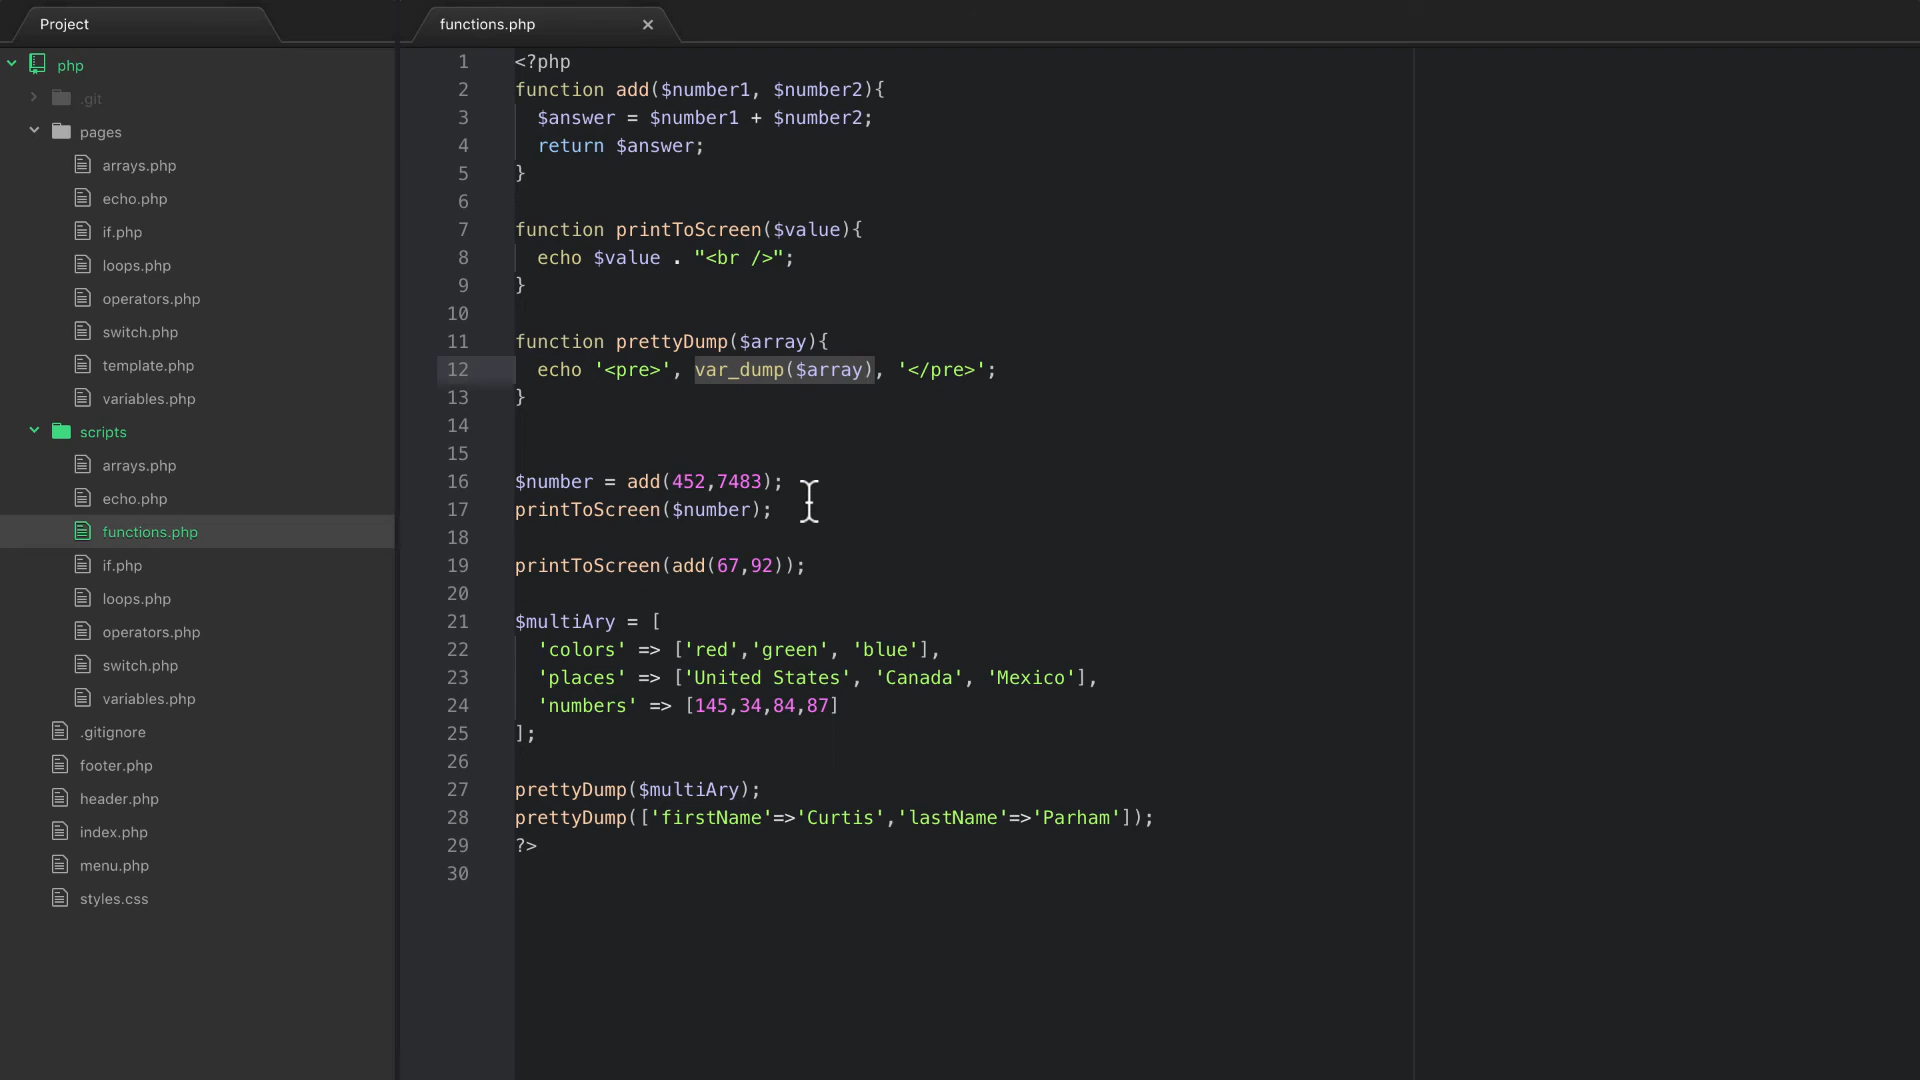 Project
php
.git
pages
arrays.php
echo.php
if.php
loops.php
operators.php
switch.php
template.php
variables.php
scripts
arrays.php
echo.php
functions.php
if.php
loops.php
operators.php
switch.php
variables.php
.gitignore
footer.php
header.php
index.php
menu.php
styles.css
functions.php ×
1 <?php
2 function add($number1, $number2){
3   $answer = $number1 + $number2;
4   return $answer;
5 }
6
7 function printToScreen($value){
8   echo $value . "<br />";
9 }
10
11 function prettyDump($array){
12   echo '<pre>', var_dump($array), '</pre>';
13 }
14
15
16 $number = add(452,7483);
17 printToScreen($number);
18
19 printToScreen(add(67,92));
20
21 $multiAry = [
22   'colors' => ['red','green', 'blue'],
23   'places' => ['United States', 'Canada', 'Mexico'],
24   'numbers' => [145,34,84,87]
25 ];
26
27 prettyDump($multiAry);
28 prettyDump(['firstName'=>'Curtis','lastName'=>'Parham']);
29 ?>
30